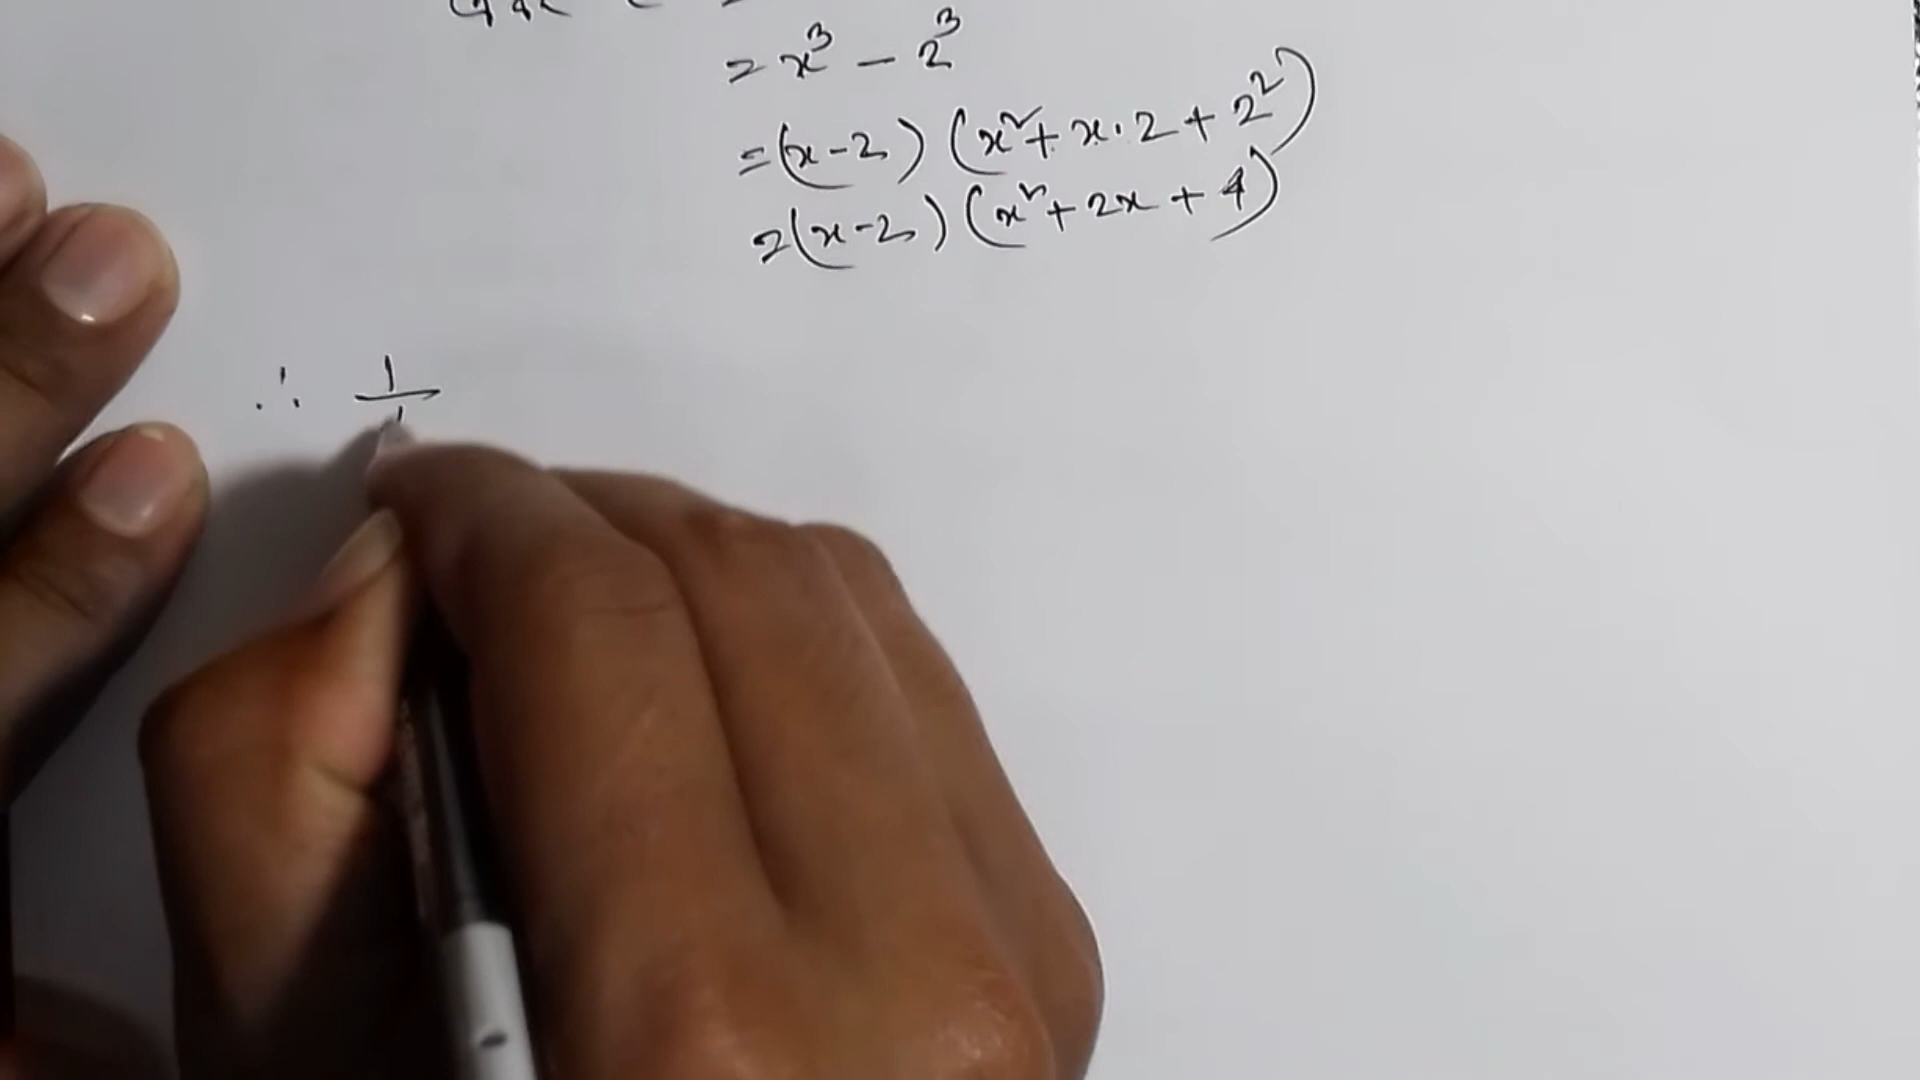 = x³ - 2³
= (x-2) (x² + x·2 + 2²)
= (x-2) (x² + 2x + 4)
∴ 1/